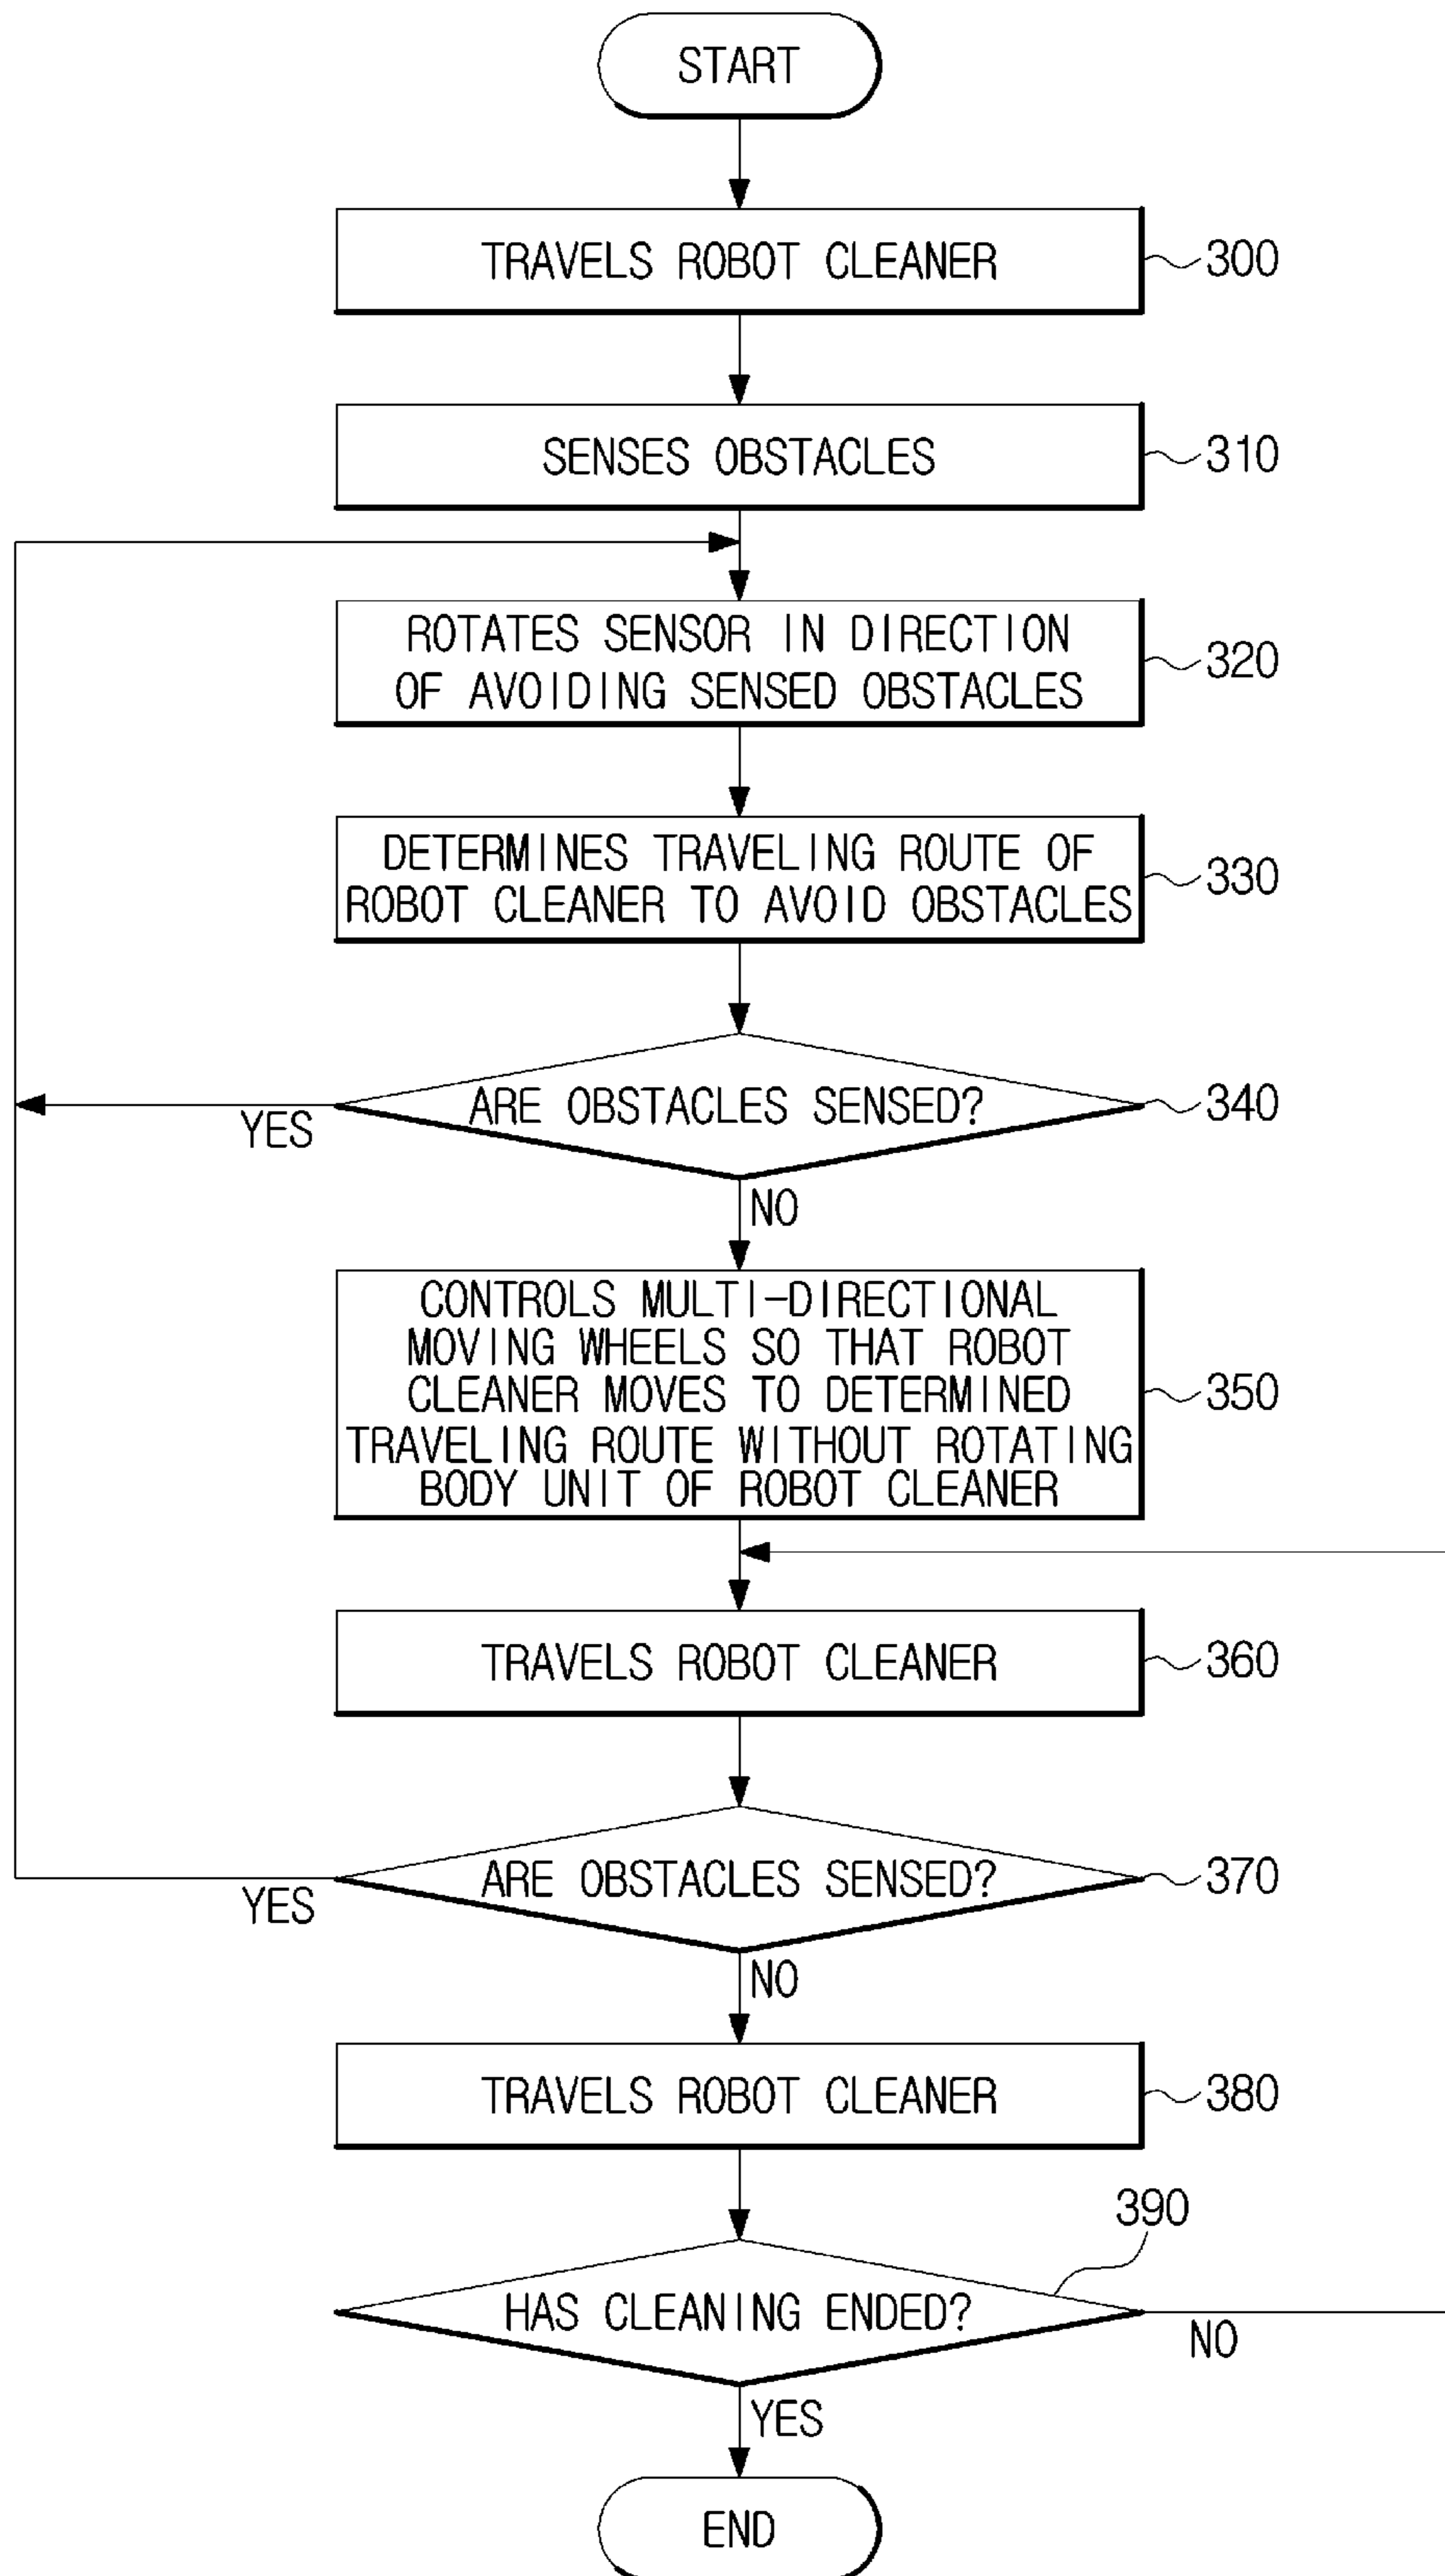 START
TRAVELS ROBOT CLEANER
300
SENSES OBSTACLES
310
ROTATES SENSOR IN DIRECTION
OF AVOIDING SENSED OBSTACLES
320
DETERMINES TRAVELING ROUTE OF
ROBOT CLEANER TO AVOID OBSTACLES
330
ARE OBSTACLES SENSED?
340
YES
NO
CONTROLS MULTI-DIRECTIONAL
MOVING WHEELS SO THAT ROBOT
CLEANER MOVES TO DETERMINED
TRAVELING ROUTE WITHOUT ROTATING
BODY UNIT OF ROBOT CLEANER
350
TRAVELS ROBOT CLEANER
360
ARE OBSTACLES SENSED?
370
YES
NO
TRAVELS ROBOT CLEANER
380
390
HAS CLEANING ENDED?
NO
YES
END